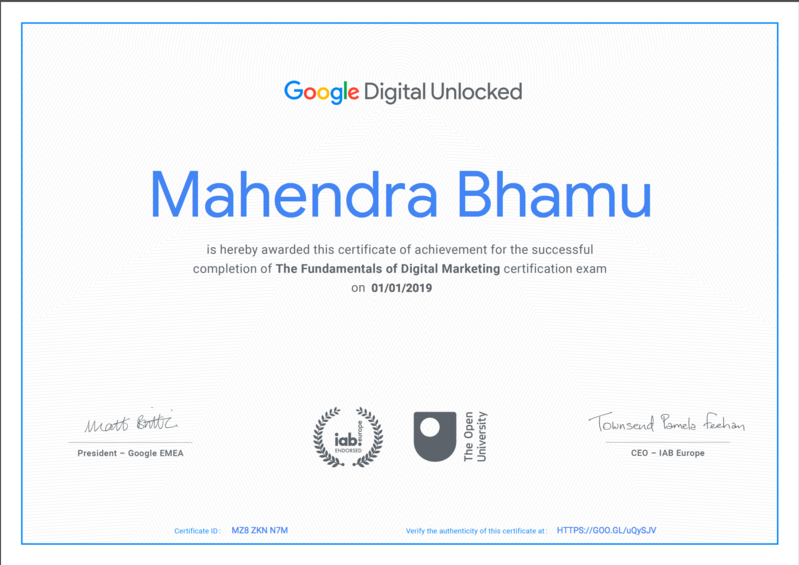 Google Digital Unlocked
Mahendra Bhamu
is hereby awarded this certificate of achievement for the successful
completion of The Fundamentals of Digital Marketing certification exam
on 01/01/2019
Matt Brittin
Townsend Pamela Feehan
President – Google EMEA
iab.europe
ENDORSED
The Open
University
CEO – IAB Europe
Certificate ID: MZ8 ZKN N7M
Verify the authenticity of this certificate at: HTTPS://GOO.GL/uQySJV